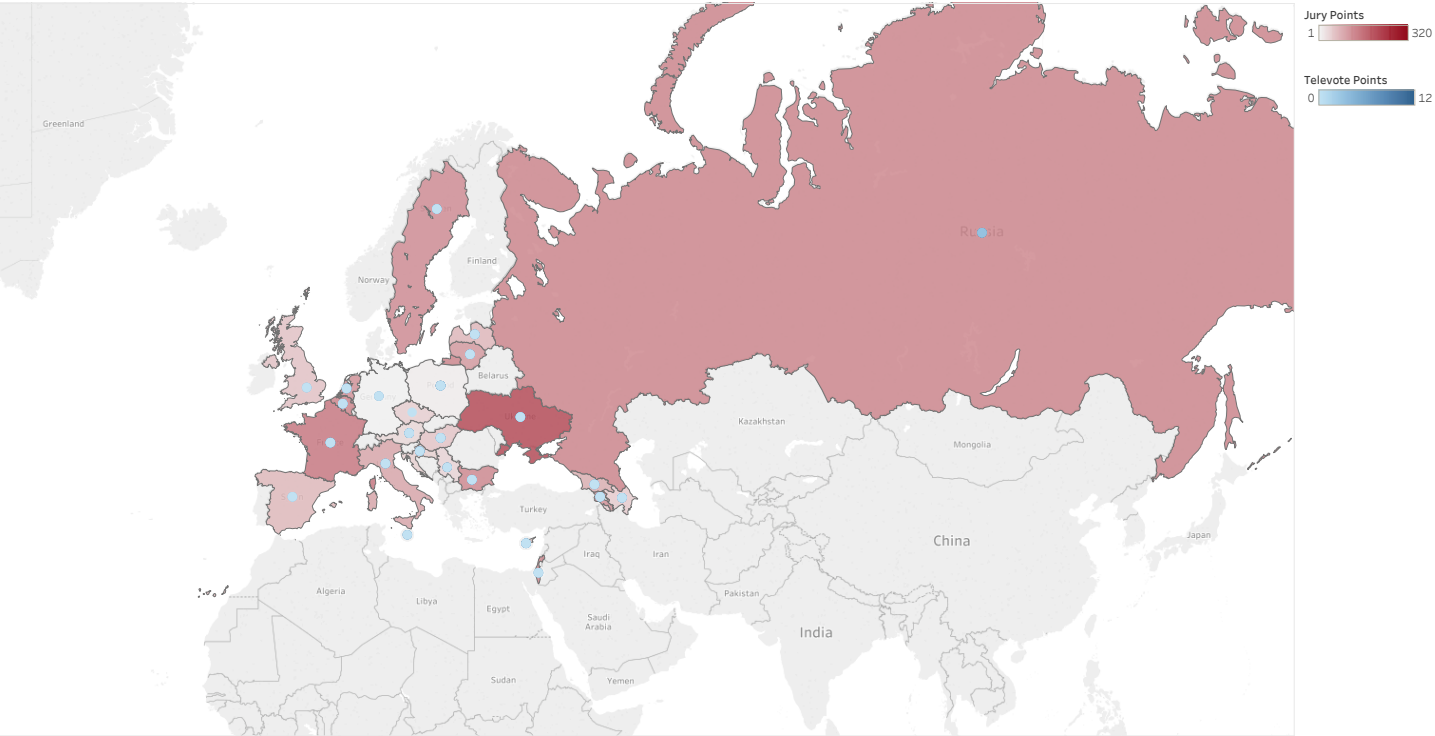 Jury Points
1 320
Televote Points
0 12
Greenland
Finland
Norway
Russia
Belarus
Kazakhstan
Mongolia
Turkey
China
Japan
Iraq
Iran
Algeria
Libya
Egypt
Pakistan
Saudi
Arabia
India
Sudan
Yemen